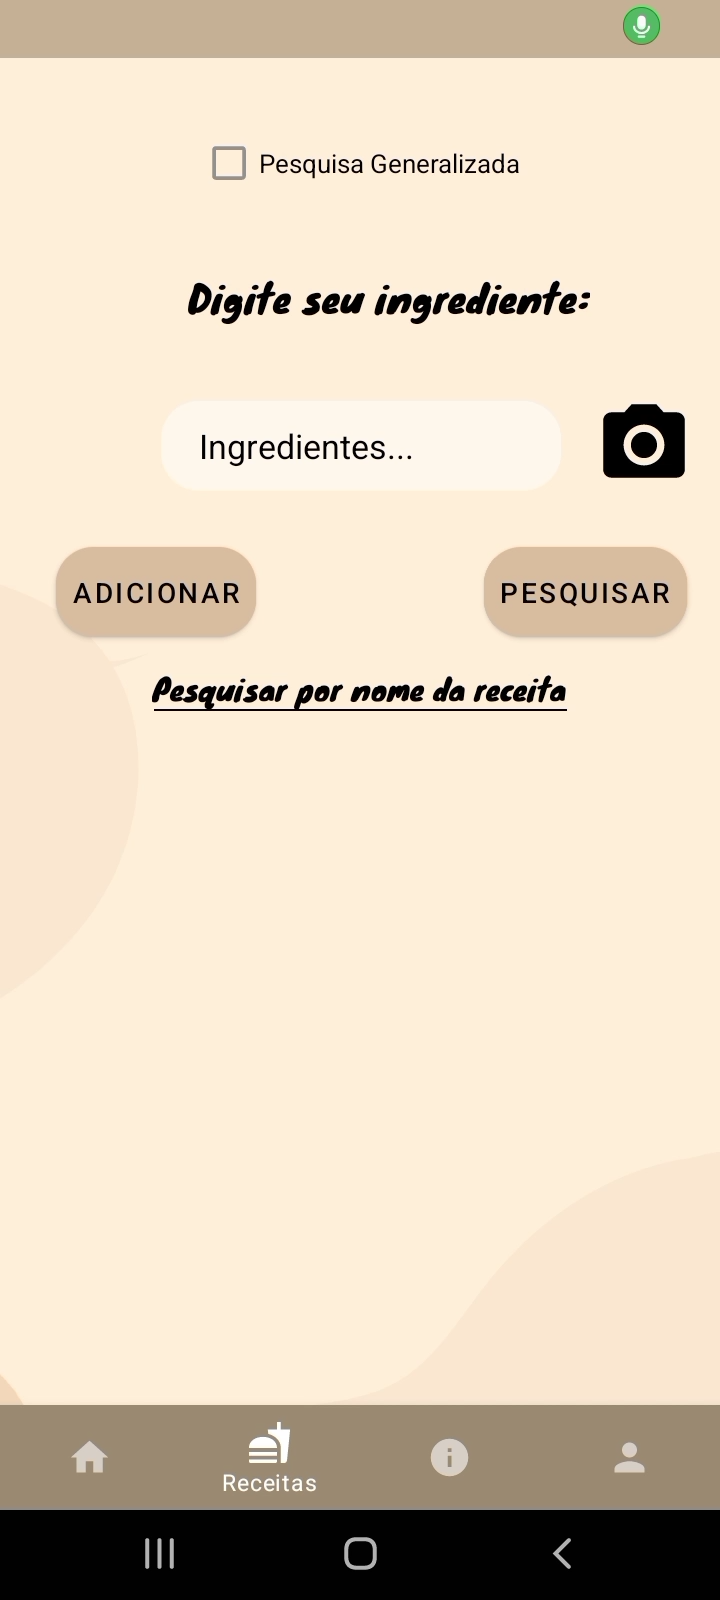 Pesquisa Generalizada
Digite seu ingrediente:
Ingredientes...
ADICIONAR
PESQUISAR
Pesquisar por nome da receita
Receitas